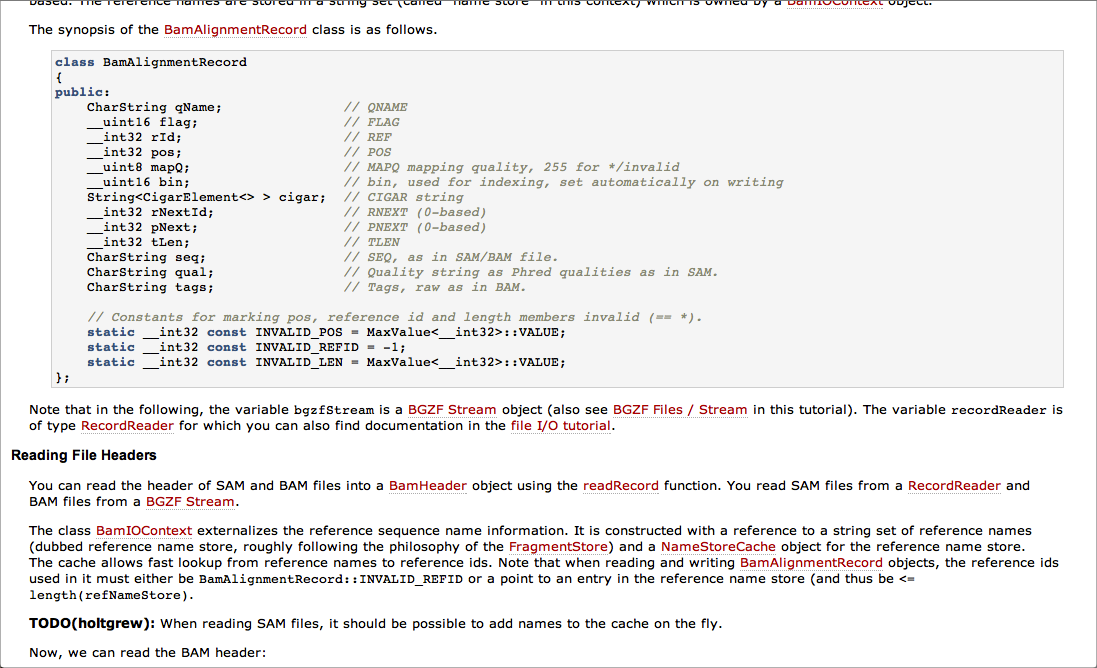 based. The reference names are stored in a string set (called "name store" in this context) which is owned by a BamIOContext object.
The synopsis of the BamAlignmentRecord class is as follows.
class BamAlignmentRecord
{
public:
    CharString qName;               // QNAME
    __uint16 flag;                  // FLAG
    __int32 rId;                    // REF
    __int32 pos;                    // POS
    __uint8 mapQ;                   // MAPQ mapping quality, 255 for */invalid
    __uint16 bin;                   // bin, used for indexing, set automatically on writing
    String<CigarElement<> > cigar;  // CIGAR string
    __int32 rNextId;                // RNEXT (0-based)
    __int32 pNext;                  // PNEXT (0-based)
    __int32 tLen;                   // TLEN
    CharString seq;                 // SEQ, as in SAM/BAM file.
    CharString qual;                // Quality string as Phred qualities as in SAM.
    CharString tags;                // Tags, raw as in BAM.
    // Constants for marking pos, reference id and length members invalid (== *).
    static __int32 const INVALID_POS = MaxValue<__int32>::VALUE;
    static __int32 const INVALID_REFID = -1;
    static __int32 const INVALID_LEN = MaxValue<__int32>::VALUE;
};
Note that in the following, the variable bgzfStream is a BGZF Stream object (also see BGZF Files / Stream in this tutorial). The variable recordReader is
of type RecordReader for which you can also find documentation in the file I/O tutorial.
Reading File Headers
You can read the header of SAM and BAM files into a BamHeader object using the readRecord function. You read SAM files from a RecordReader and
BAM files from a BGZF Stream.
The class BamIOContext externalizes the reference sequence name information. It is constructed with a reference to a string set of reference names
(dubbed reference name store, roughly following the philosophy of the FragmentStore) and a NameStoreCache object for the reference name store.
The cache allows fast lookup from reference names to reference ids. Note that when reading and writing BamAlignmentRecord objects, the reference ids
used in it must either be BamAlignmentRecord::INVALID_REFID or a point to an entry in the reference name store (and thus be <=
length(refNameStore).
TODO(holtgrew): When reading SAM files, it should be possible to add names to the cache on the fly.
Now, we can read the BAM header: